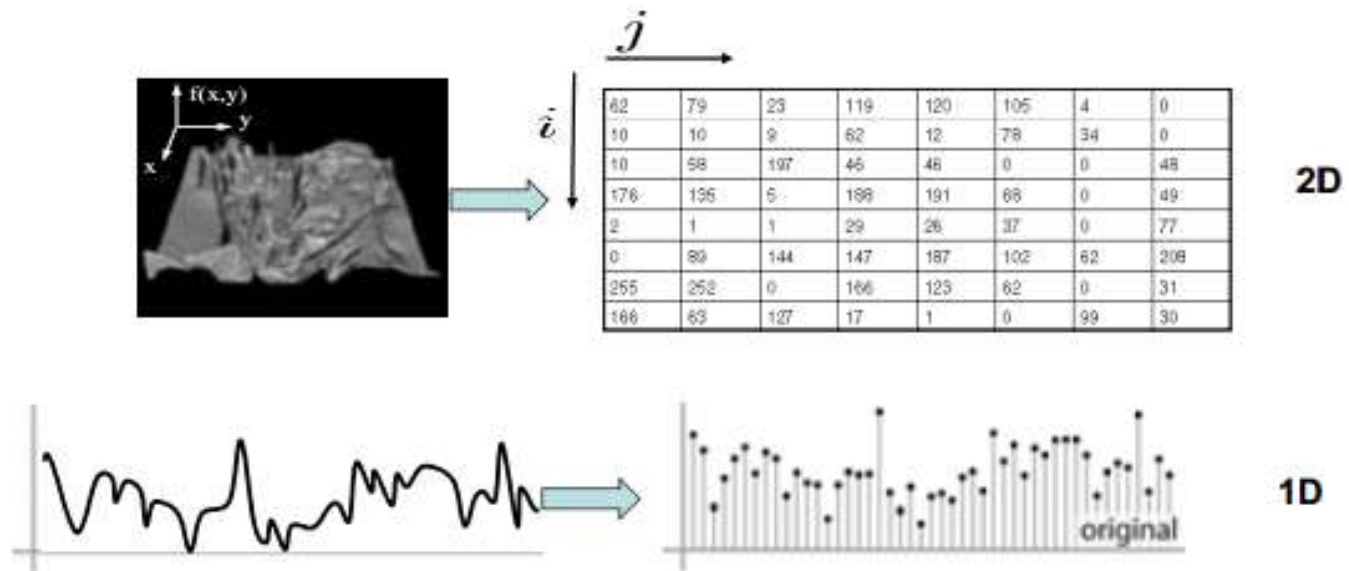 j
f(x,y)
y
x
i
62 79 23 119 120 105 4 0
10 10 9 62 12 78 34 0
10 58 197 46 46 0 0 48
176 135 5 188 191 68 0 49
2 1 1 29 26 37 0 77
0 89 144 147 187 102 62 208
255 252 0 166 123 62 0 31
166 63 127 17 1 0 99 30
2D
1D
original